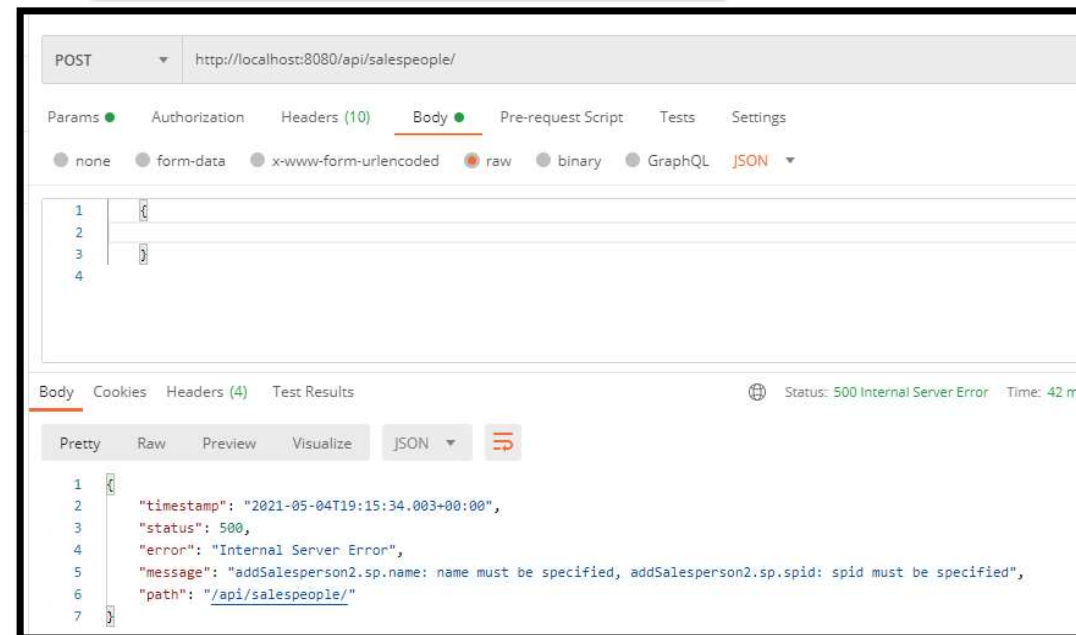 POST http://localhost:8080/api/salespeople/
Params Authorization Headers (10) Body Pre-request Script Tests Settings
none form-data x-www-form-urlencoded raw binary GraphQL JSON
1 {
2
3 }
4
Body Cookies Headers (4) Test Results Status: 500 Internal Server Error Time: 42 m
Pretty Raw Preview Visualize JSON
1 {
2 "timestamp": "2021-05-04T19:15:34.003+00:00",
3 "status": 500,
4 "error": "Internal Server Error",
5 "message": "addSalesperson2.sp.name: name must be specified, addSalesperson2.sp.spid: spid must be specified",
6 "path": "/api/salespeople/"
7 }